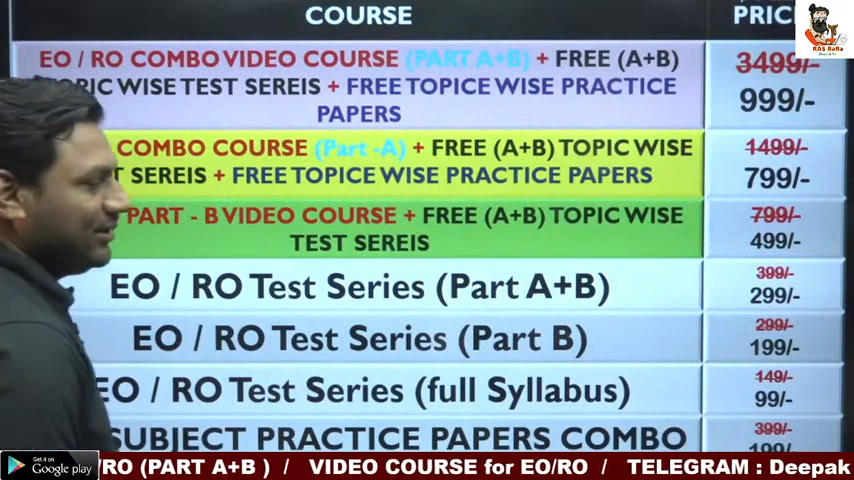 COURSE
PRICE
RAS BaBa
EO / RO COMBO VIDEO COURSE (PART A+B) + FREE (A+B)
TOPIC WISE TEST SEREIS + FREE TOPICE WISE PRACTICE
PAPERS
3499/-
999/-
COMBO COURSE (Part -A) + FREE (A+B) TOPIC WISE
SEREIS + FREE TOPICE WISE PRACTICE PAPERS
1499/-
799/-
PART - B VIDEO COURSE + FREE (A+B) TOPIC WISE
TEST SEREIS
799/-
499/-
EO / RO Test Series (Part A+B)
399/-
299/-
EO / RO Test Series (Part B)
299/-
199/-
EO / RO Test Series (full Syllabus)
149/-
99/-
SUBJECT PRACTICE PAPERS COMBO
399/-
199/-
Get it on
Google play
/RO (PART A+B ) / VIDEO COURSE for EO/RO / TELEGRAM : Deepak